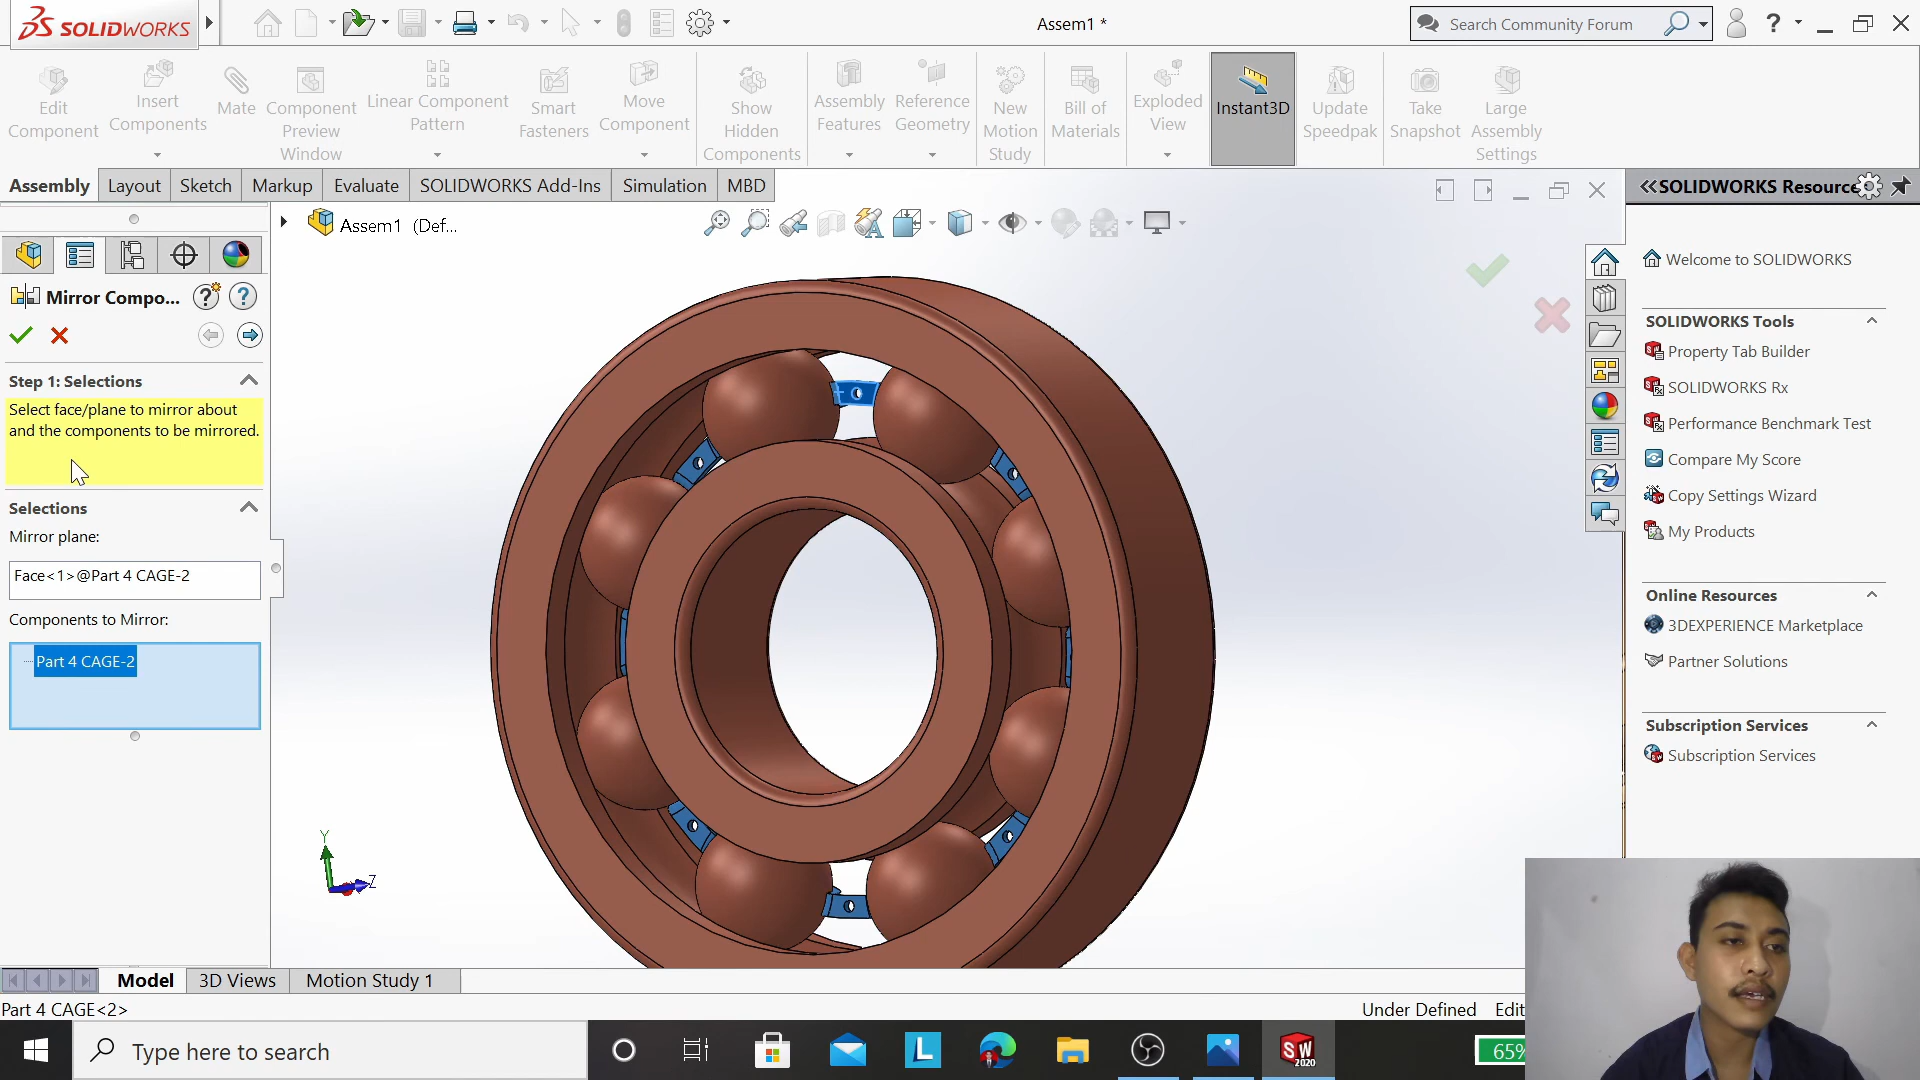 SOLIDWORKS
Assem1 *
Search Community Forum
Edit Component
Insert Components
Mate
Component Preview Window
Linear Component Pattern
Smart Fasteners
Move Component
Show Hidden Components
Assembly Features
Reference Geometry
New Motion Study
Bill of Materials
Exploded View
Instant3D
Update Speedpak
Take Snapshot
Large Assembly Settings
Assembly
Layout
Sketch
Markup
Evaluate
SOLIDWORKS Add-Ins
Simulation
MBD
Assem1 (Def...
Mirror Compo...
Step 1: Selections
Select face/plane to mirror about
and the components to be mirrored.
Selections
Mirror plane:
Face<1>@Part 4 CAGE-2
Components to Mirror:
Part 4 CAGE-2
Y
Z
SOLIDWORKS Resource
Welcome to SOLIDWORKS
SOLIDWORKS Tools
Property Tab Builder
SOLIDWORKS Rx
Performance Benchmark Test
Compare My Score
Copy Settings Wizard
My Products
Online Resources
3DEXPERIENCE Marketplace
Partner Solutions
Subscription Services
Subscription Services
Model
3D Views
Motion Study 1
Part 4 CAGE<2>
Under Defined
Edit
Type here to search
L
SW
2020
65%